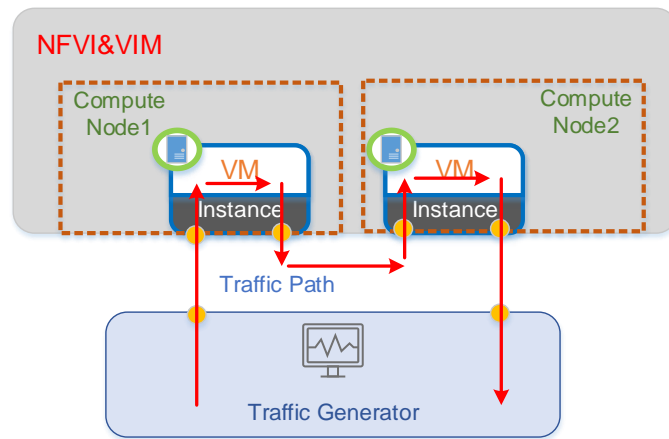 NFVI&VIM
Compute
Node1
Compute
Node2
VM
VM
Instance
Instance
Traffic Path
Traffic Generator